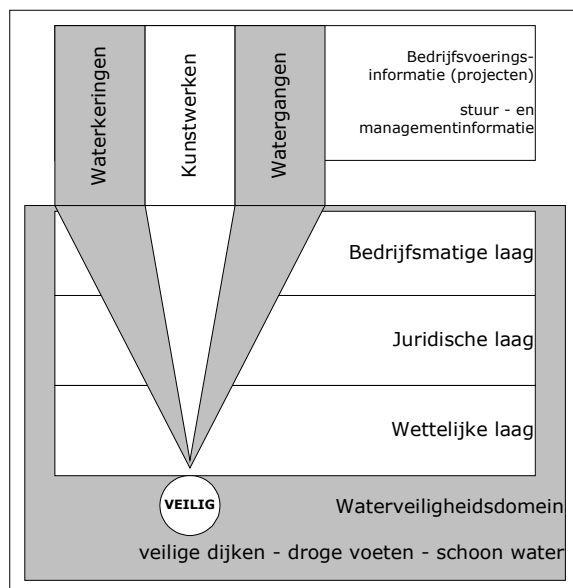 Waterkeringen
Kunstwerken
Watergangen
Bedrijfsvoerings-
informatie (projecten)
stuur - en
managementinformatie
Bedrijfsmatige laag
Juridische laag
Wettelijke laag
VEILIG
Waterveiligheidsdomein
veilige dijken - droge voeten - schoon water